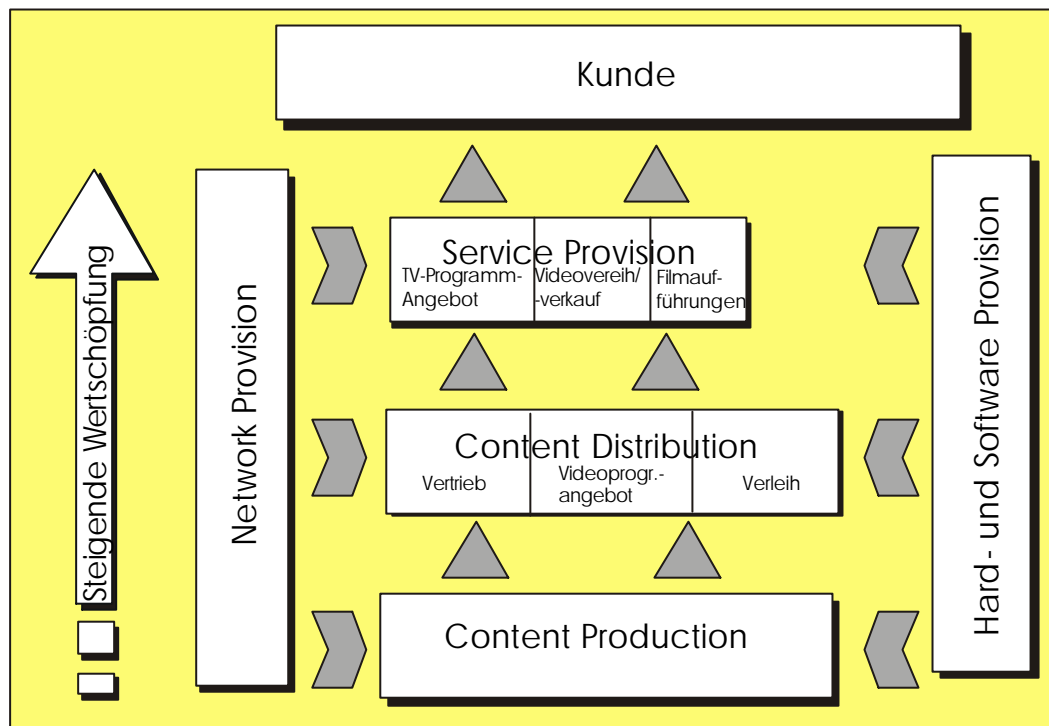 Kunde
Steigende Wertschöpfung
Network Provision
Service Provision
TV-Programm-
Angebot
Videovereih/
-verkauf
Filmauf-
führungen
Content Distribution
Vertrieb
Videoprogr.-
angebot
Verleih
Content Production
Hard- und Software Provision